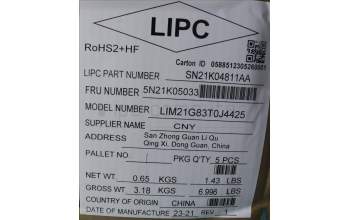 LIPC
RoHS2+HF
Carton ID
LIPC PART NUMBER SN21K04811AA
FRU NUMBER 5N21K05033
MODEL NUMBER LIM21G83T0J4425
SUPPLIER NAME CNY
ADDRESS San Zhong Guan Li Qu
Qing Xi, Dong Guan, China
PALLET NO PKG Q'TY 5 PCS
NET WT 0.65 KGS 1.43 LBS
GROSS WT 3.18 KGS 6.996 LBS
COUNTRY OF ORIGIN CHINA
DATE OF MANUFACTURE 23-21 REV 1